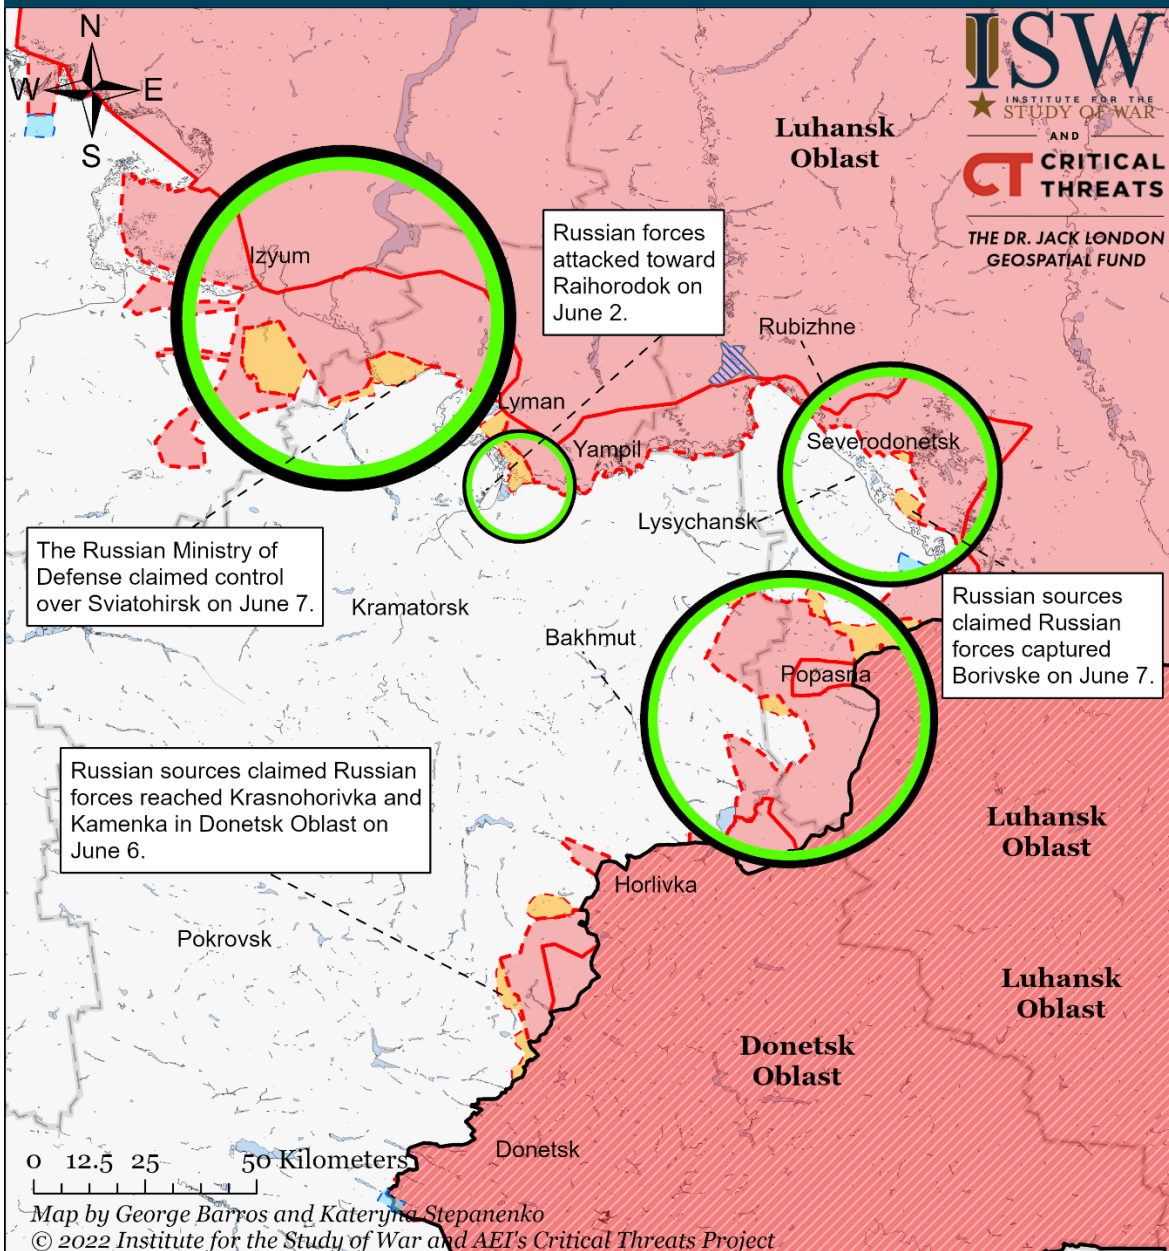 N
W
E
S
ISW
INSTITUTE FOR THE
STUDY OF WAR
AND
CT CRITICAL
THREATS
THE DR. JACK LONDON
GEOSPATIAL FUND
Luhansk
Oblast
Izyum
Russian forces
attacked toward
Raihorodok on
June 2.
Rubizhne
Lyman
Yampil
Severodonetsk
Lysychansk
The Russian Ministry of
Defense claimed control
over Sviatohirsk on June 7.
Kramatorsk
Bakhmut
Russian sources
claimed Russian
forces captured
Borivske on June 7.
Popasna
Russian sources claimed Russian
forces reached Krasnohorivka and
Kamenka in Donetsk Oblast on
June 6.
Luhansk
Oblast
Horlivka
Pokrovsk
Luhansk
Oblast
Donetsk
Oblast
Donetsk
0 12.5 25 50 Kilometers
Map by George Barros and Kateryna Stepanenko
© 2022 Institute for the Study of War and AEI's Critical Threats Project